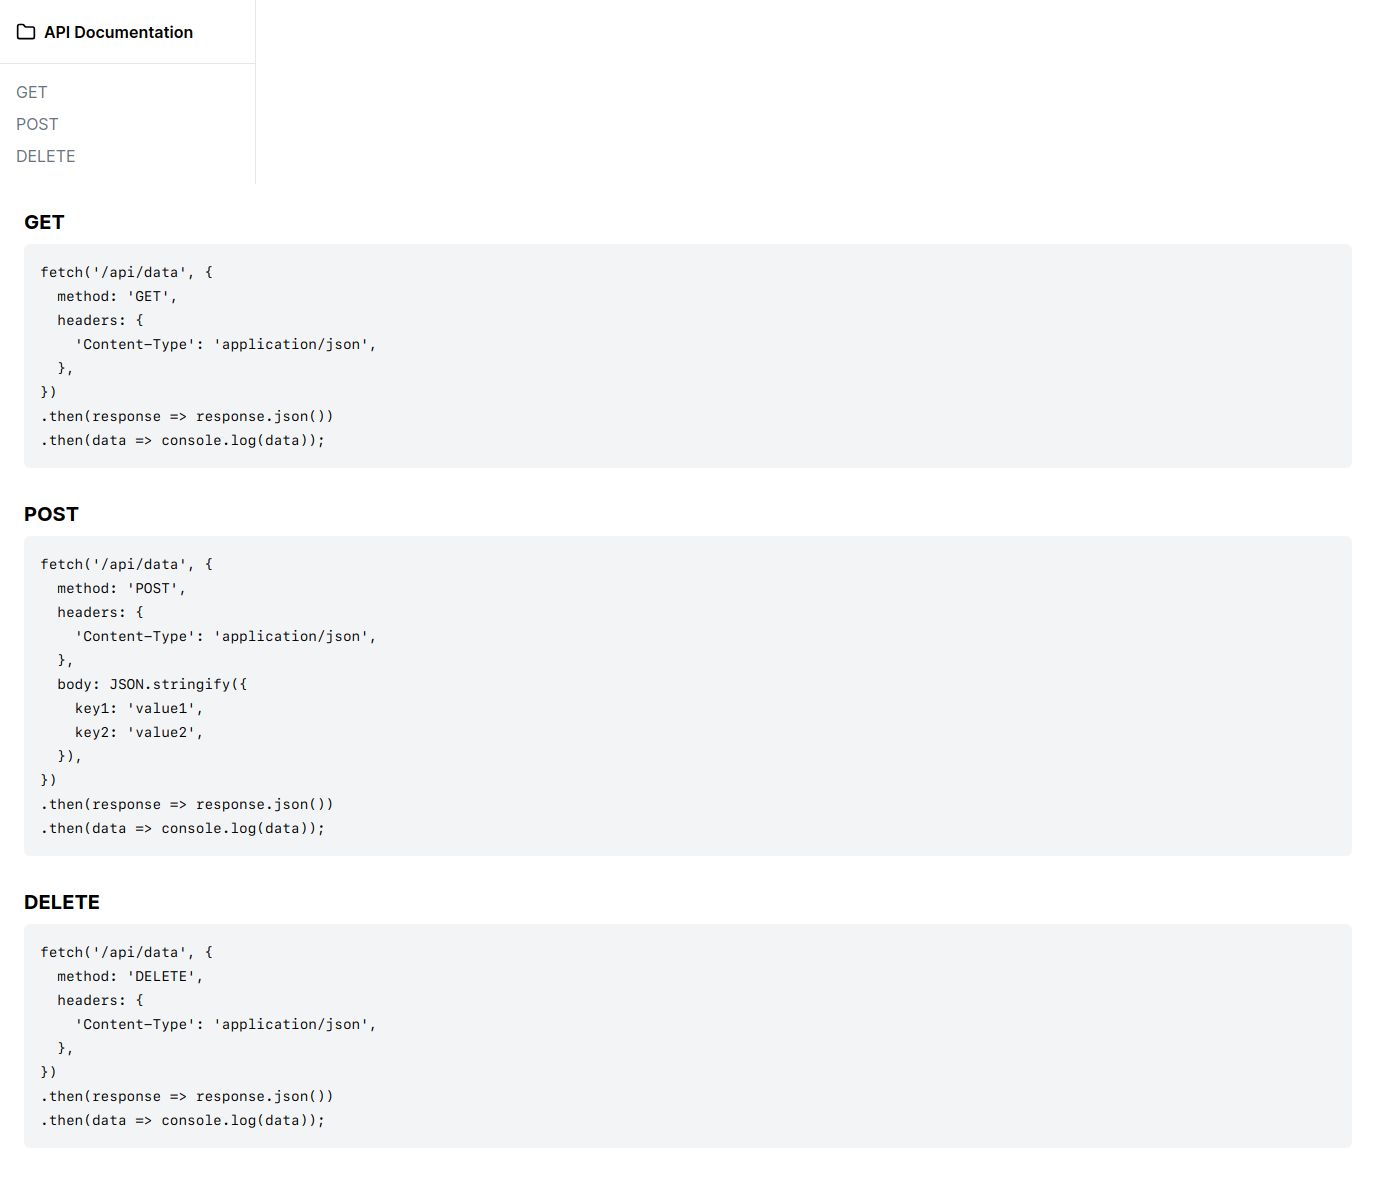 API Documentation
GET
POST
DELETE
GET
fetch('/api/data', {
  method: 'GET',
  headers: {
    'Content-Type': 'application/json',
  },
})
.then(response => response.json())
.then(data => console.log(data));
POST
fetch('/api/data', {
  method: 'POST',
  headers: {
    'Content-Type': 'application/json',
  },
  body: JSON.stringify({
    key1: 'value1',
    key2: 'value2',
  }),
})
.then(response => response.json())
.then(data => console.log(data));
DELETE
fetch('/api/data', {
  method: 'DELETE',
  headers: {
    'Content-Type': 'application/json',
  },
})
.then(response => response.json())
.then(data => console.log(data));